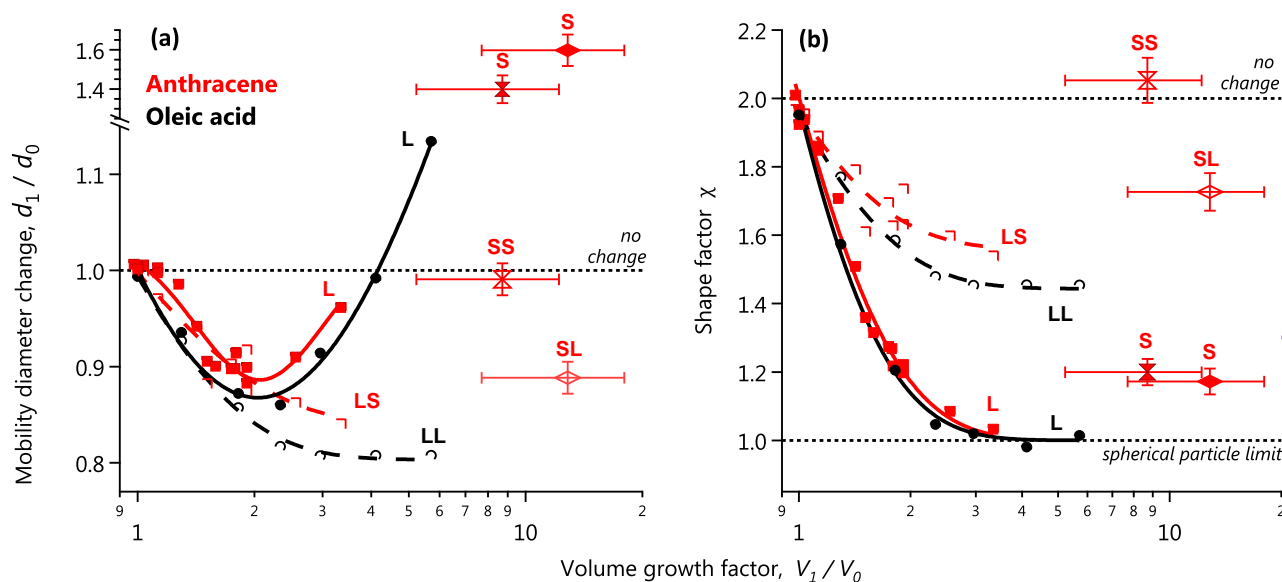 (a)
Anthracene
Oleic acid
Mobility diameter change, d1 / d0
1.6
1.4
1.1
1.0
0.9
0.8
S
S
L
no
change
SS
L
SL
LS
LL
9
1
2
3
4
5
6
7
8
9
10
2
(b)
Shape factor χ
2.2
2.0
1.8
1.6
1.4
1.2
1.0
SS
no
change
SL
LS
LL
S
S
L
L
spherical particle limit
9
1
2
3
4
5
6
7
8
9
10
2
Volume growth factor, V1 / V0